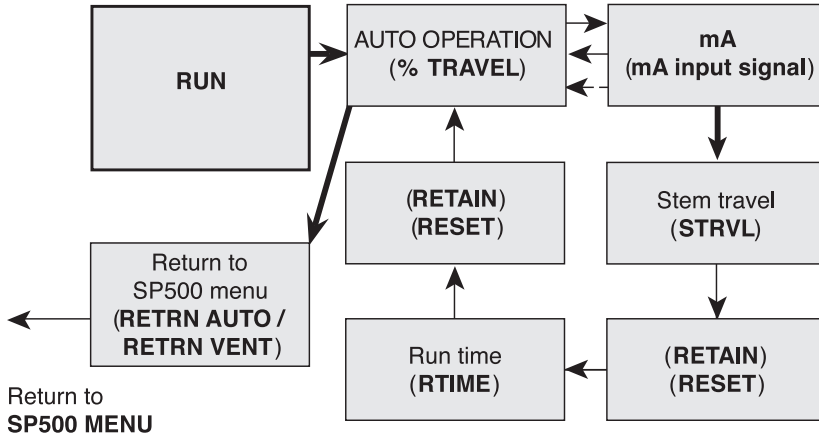 RUN
AUTO OPERATION
(% TRAVEL)
mA
(mA input signal)
(RETAIN)
(RESET)
Stem travel
(STRVL)
Return to
SP500 menu
(RETRN AUTO /
RETRN VENT)
Run time
(RTIME)
(RETAIN)
(RESET)
Return to
SP500 MENU